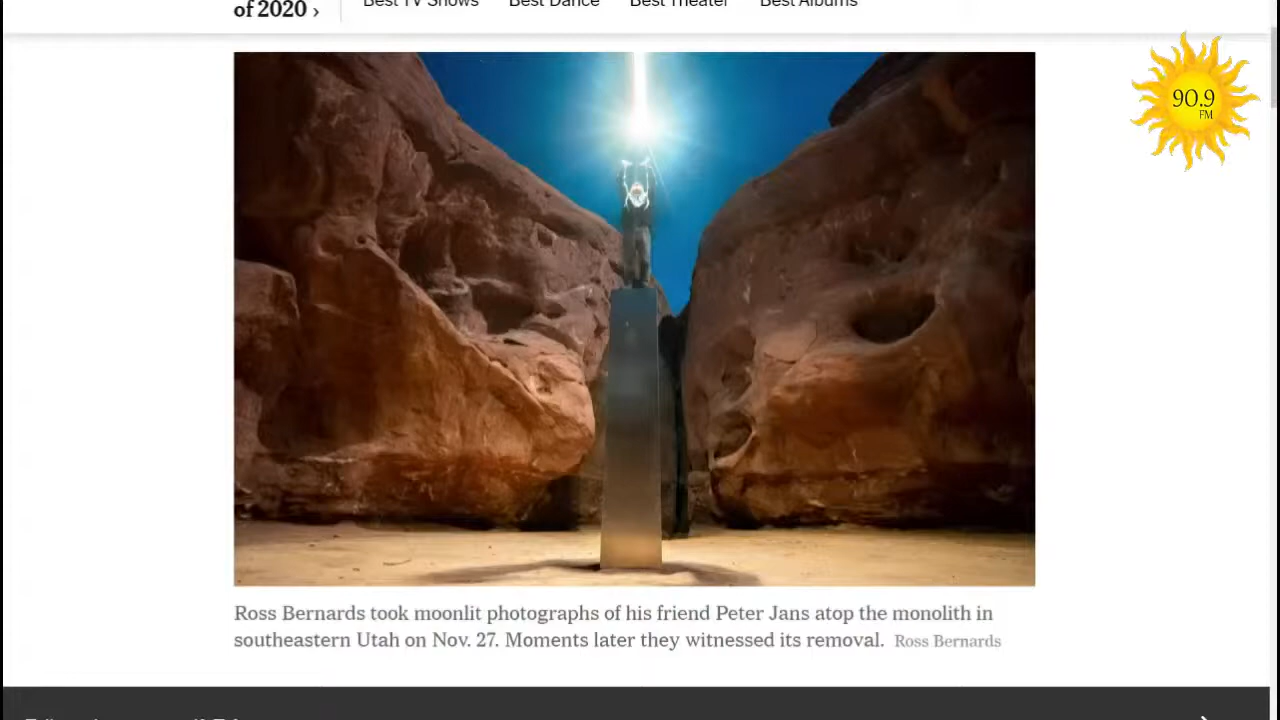 of 2020 ›
Best TV Shows Best Dance Best Theater Best Albums
90.9
FM
Ross Bernards took moonlit photographs of his friend Peter Jans atop the monolith in
southeastern Utah on Nov. 27. Moments later they witnessed its removal. Ross Bernards